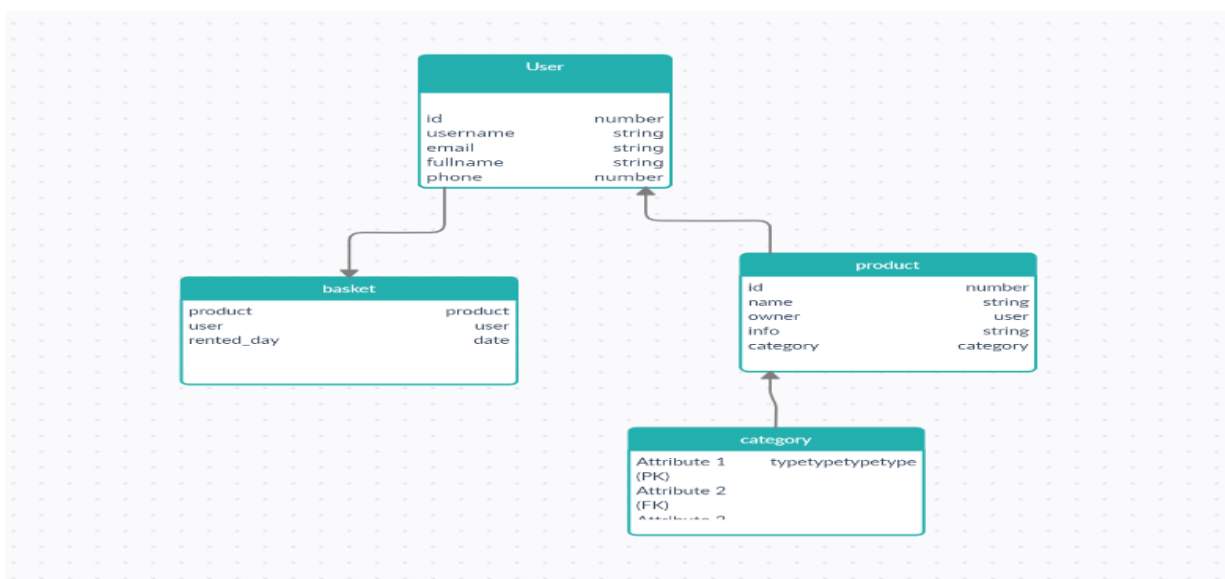 User
id number
username string
email string
fullname string
phone number
basket
product product
user user
rented_day date
product
id number
name string
owner user
info string
category category
category
Attribute 1 typetypetypetype
(PK)
Attribute 2
(FK)